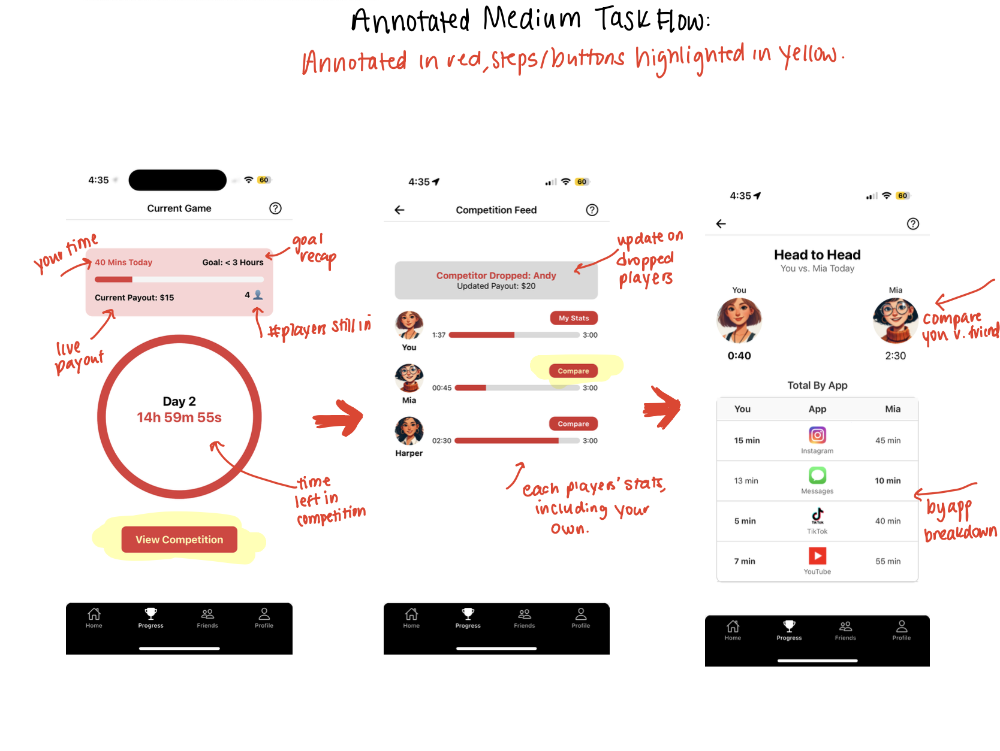 Annotated Medium Task Flow:
Annotated in red, steps/buttons highlighted in yellow.
4:35
60
Current Game
?
your time
goal
recap
40 Mins Today
Goal: < 3 Hours
Current Payout: $15
4
#players still in
live
payout
Day 2
14h 59m 55s
time
left in
competition
View Competition
Home
Progress
Friends
Profile
4:35
60
Competition Feed
?
update on
dropped
players
Competitor Dropped: Andy
Updated Payout: $20
My Stats
1:37
3:00
You
Compare
00:45
3:00
Mia
Compare
02:30
3:00
Harper
each players' stats,
including your
own.
Home
Progress
Friends
Profile
4:35
60
?
Head to Head
You vs. Mia Today
You
Mia
compare
you v. friend
0:40
2:30
Total By App
You
App
Mia
15 min
Instagram
45 min
13 min
Messages
10 min
5 min
TikTok
TikTok
40 min
7 min
YouTube
55 min
by app
breakdown
Home
Progress
Friends
Profile